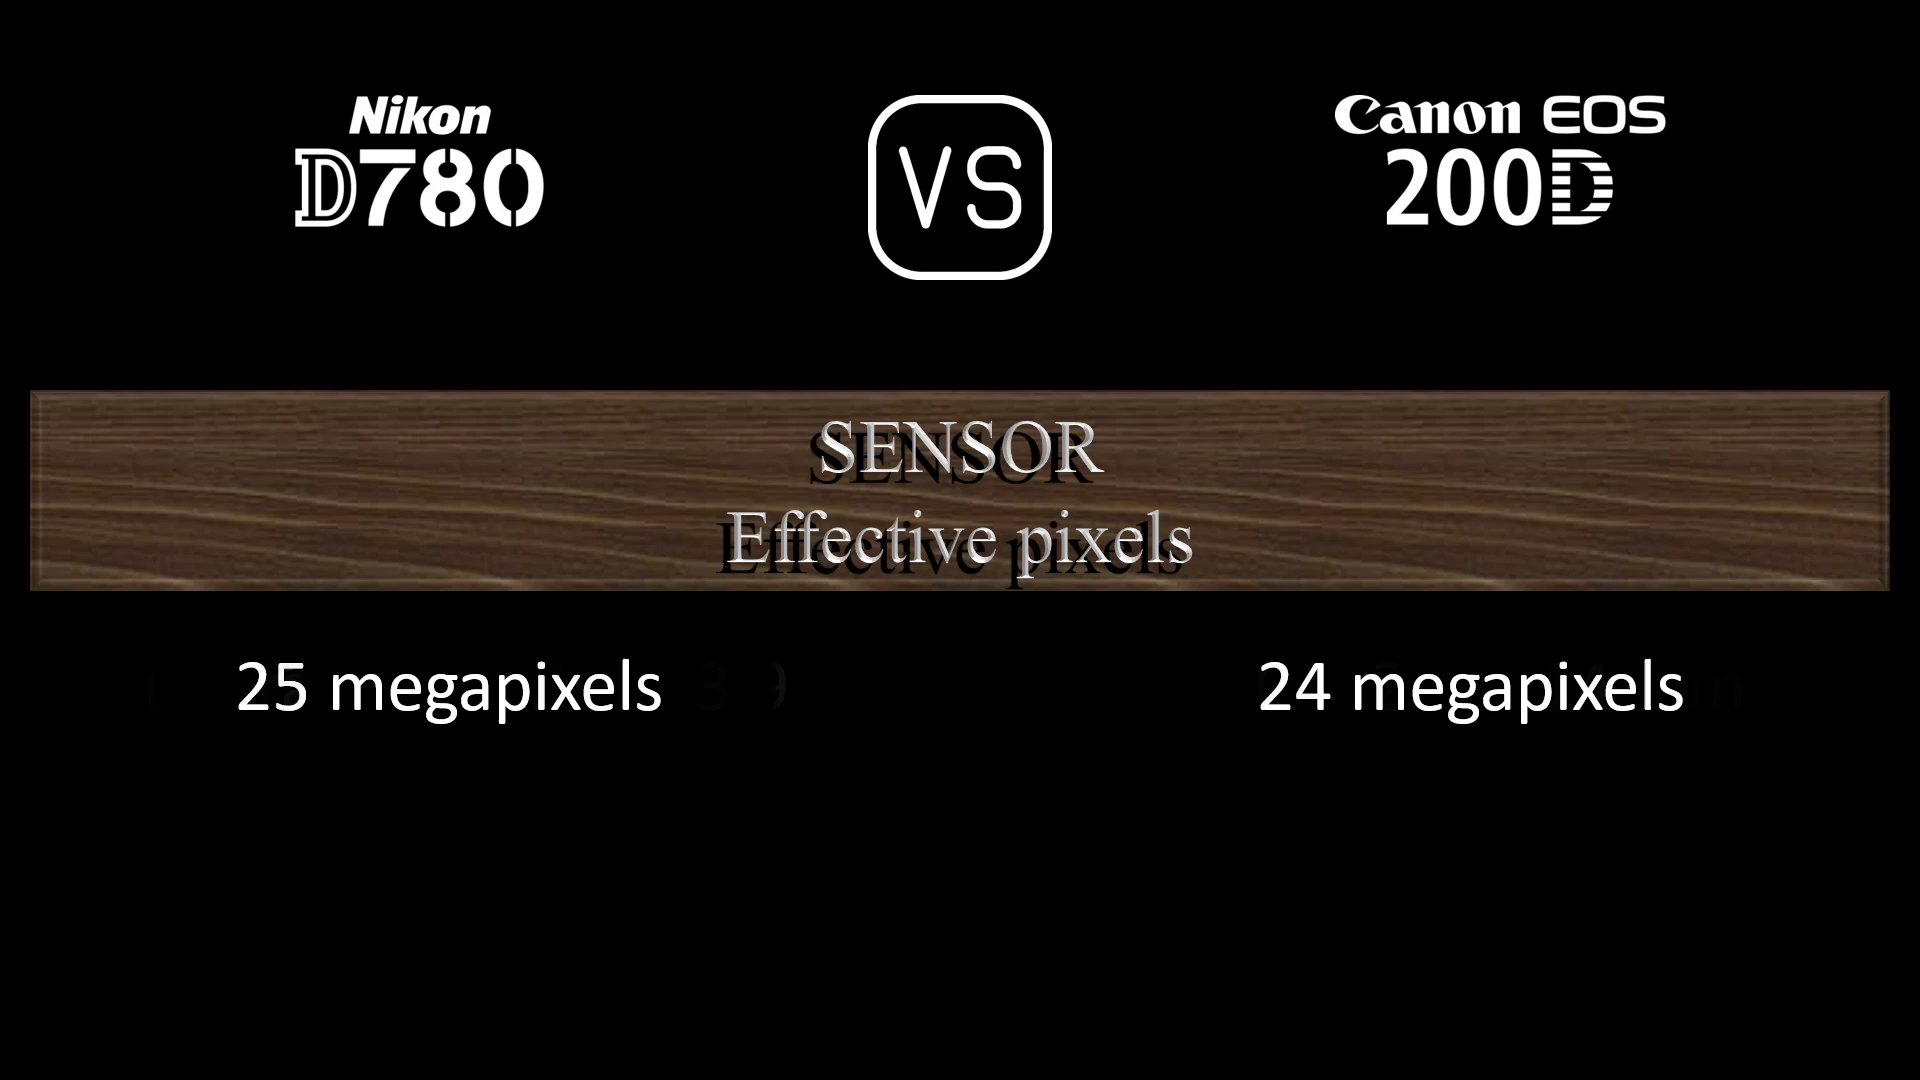 Nikon
D780
VS
Canon EOS
200D
SENSOR
Effective pixels
25 megapixels
24 megapixels